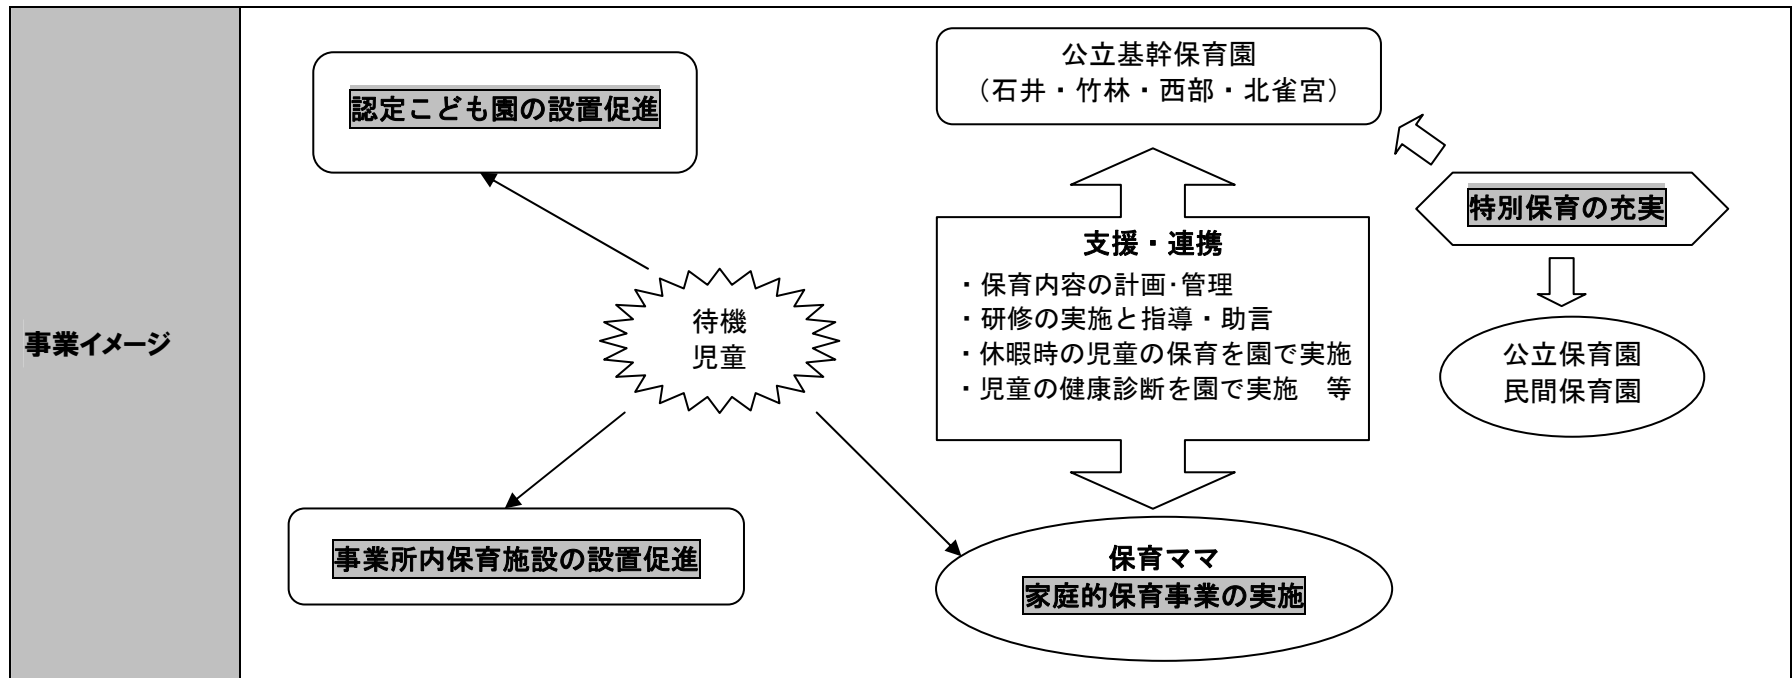 事業イメージ
認定こども園の設置促進
待機
児童
事業所内保育施設の設置促進
公立基幹保育園
（石井・竹林・西部・北雀宮）
支援・連携
・保育内容の計画・管理
・研修の実施と指導・助言
・休暇時の児童の保育を園で実施
・児童の健康診断を園で実施　等
保育ママ
家庭的保育事業の実施
特別保育の充実
公立保育園
民間保育園